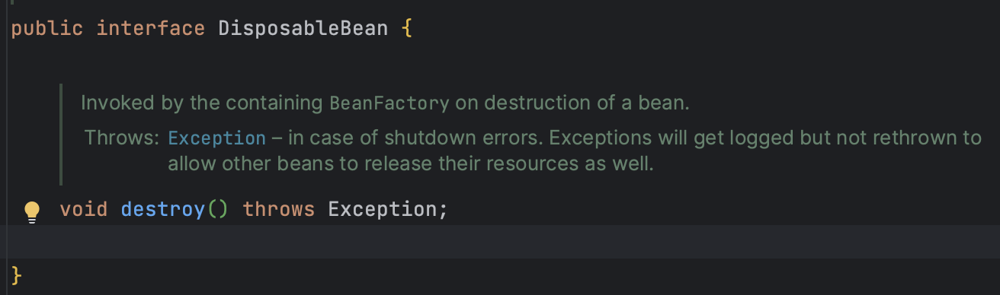 public interface DisposableBean {
Invoked by the containing BeanFactory on destruction of a bean.
Throws: Exception – in case of shutdown errors. Exceptions will get logged but not rethrown to
allow other beans to release their resources as well.
void destroy() throws Exception;
}